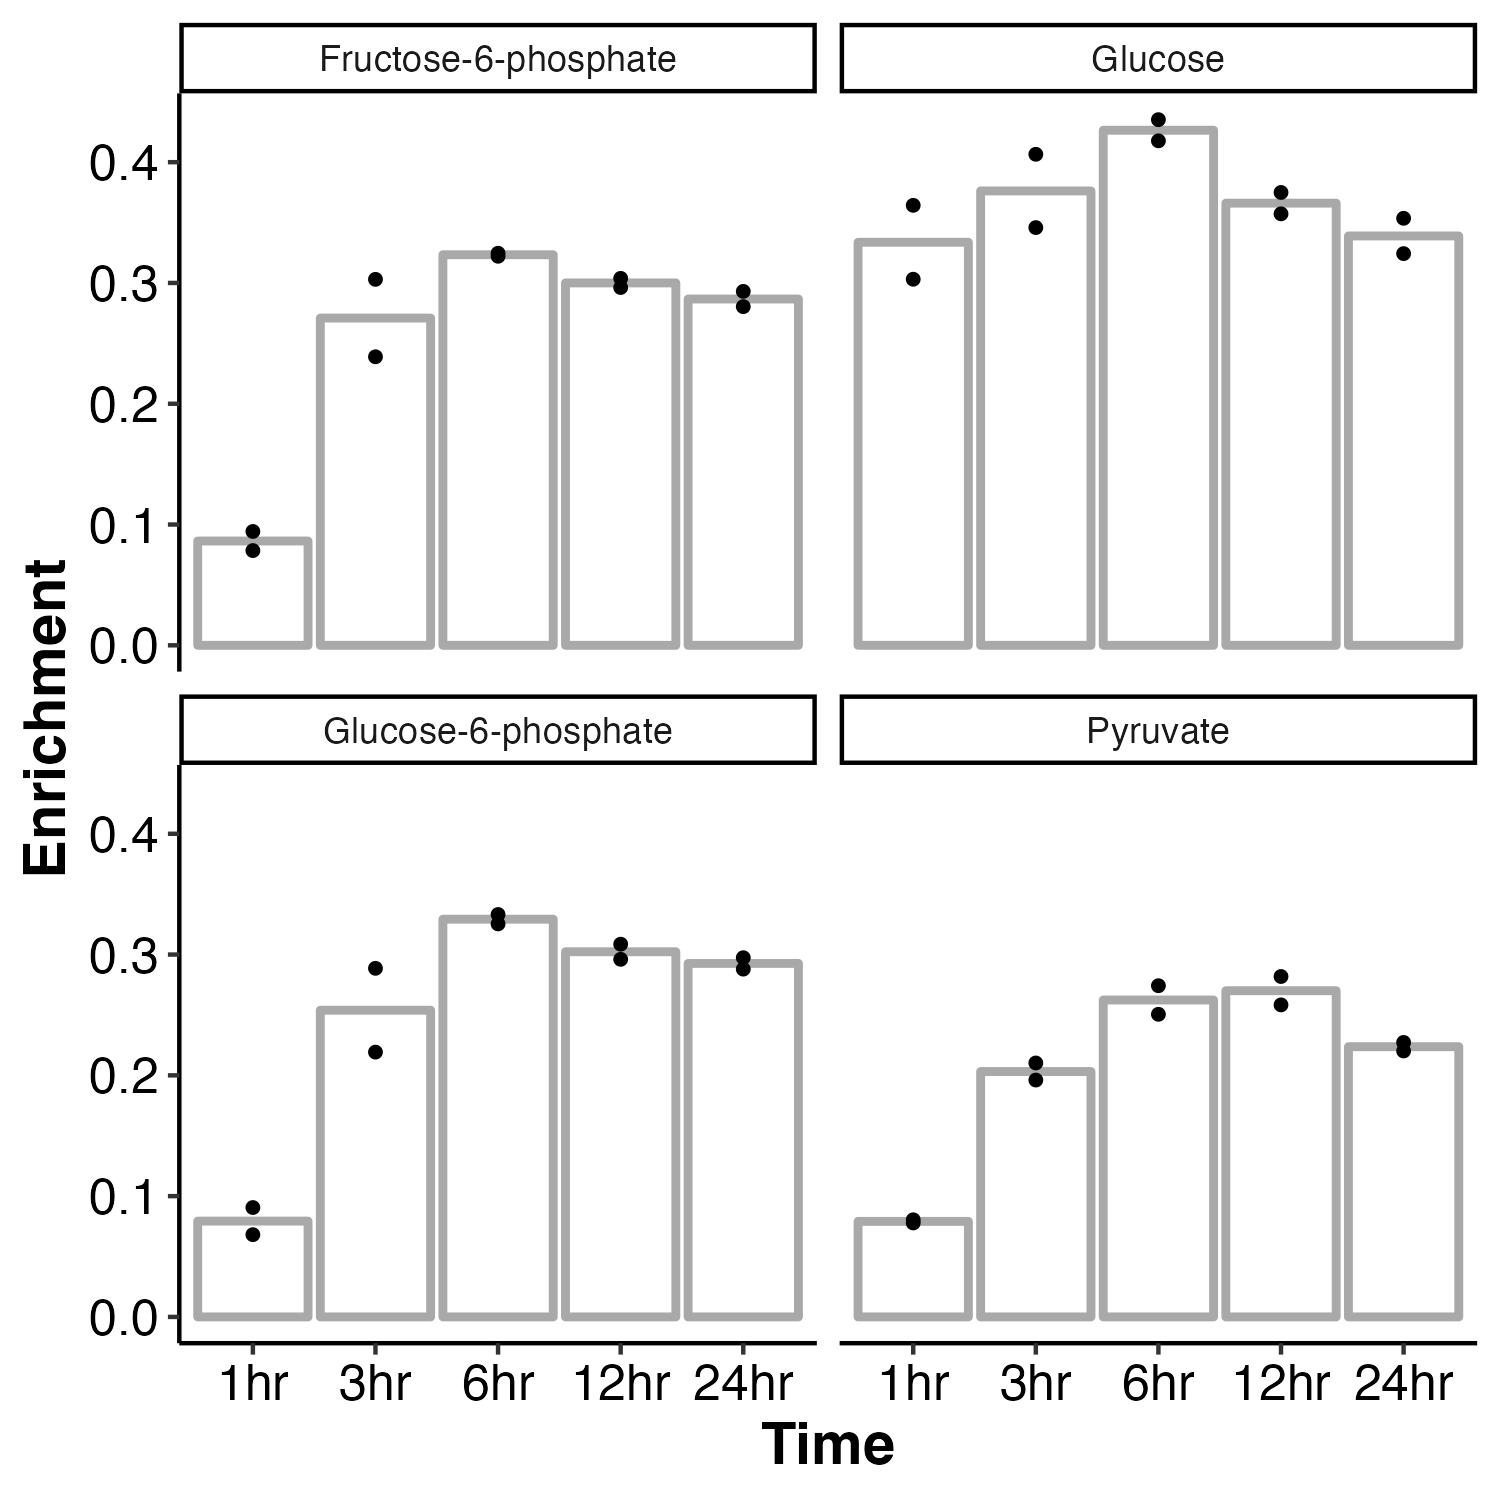 Fructose-6-phosphate
Glucose
0.4
0.3
0.2
0.1
0.0
Glucose-6-phosphate
Pyruvate
0.4
0.3
0.2
0.1
0.0
Enrichment
1hr 3hr 6hr 12hr 24hr
1hr 3hr 6hr 12hr 24hr
Time